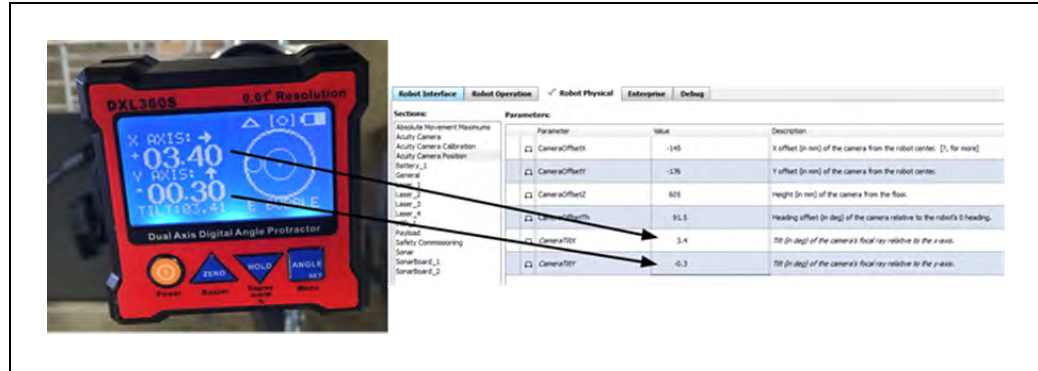 DXL360S 0.01° Resolution
X AXIS: →
+03.40
Y AXIS: ↑
-00.30
TILT:03.41 E BUBBLE
Dual Axis Digital Angle Protractor
ZERO HOLD ANGLE
SET
Power Buzzer Menu
Robot Interface Robot Operation Robot Physical Enterprise Debug
Sections:
Absolute Movement Maximums
Acuity Camera
Acuity Camera Calibration
Acuity Camera Position
Battery_1
General
Laser_1
Laser_2
Laser_3
Laser_4
Payload
Safety Commissioning
Sonar
SonarBoard_1
SonarBoard_2
Parameters:
Parameter Value Description
CameraOffsetX -145 X offset (in mm) of the camera from the robot center. [?, for more]
CameraOffsetY -176 Y offset (in mm) of the camera from the robot center.
CameraOffsetZ 605 Height (in mm) of the camera from the floor.
CameraOffsetTh 91.5 Heading offset (in deg) of the camera relative to the robot's 0 heading.
CameraTiltX 3.4 Tilt (in deg) of the camera's focal ray relative to the x-axis.
CameraTiltY -0.3 Tilt (in deg) of the camera's focal ray relative to the y-axis.